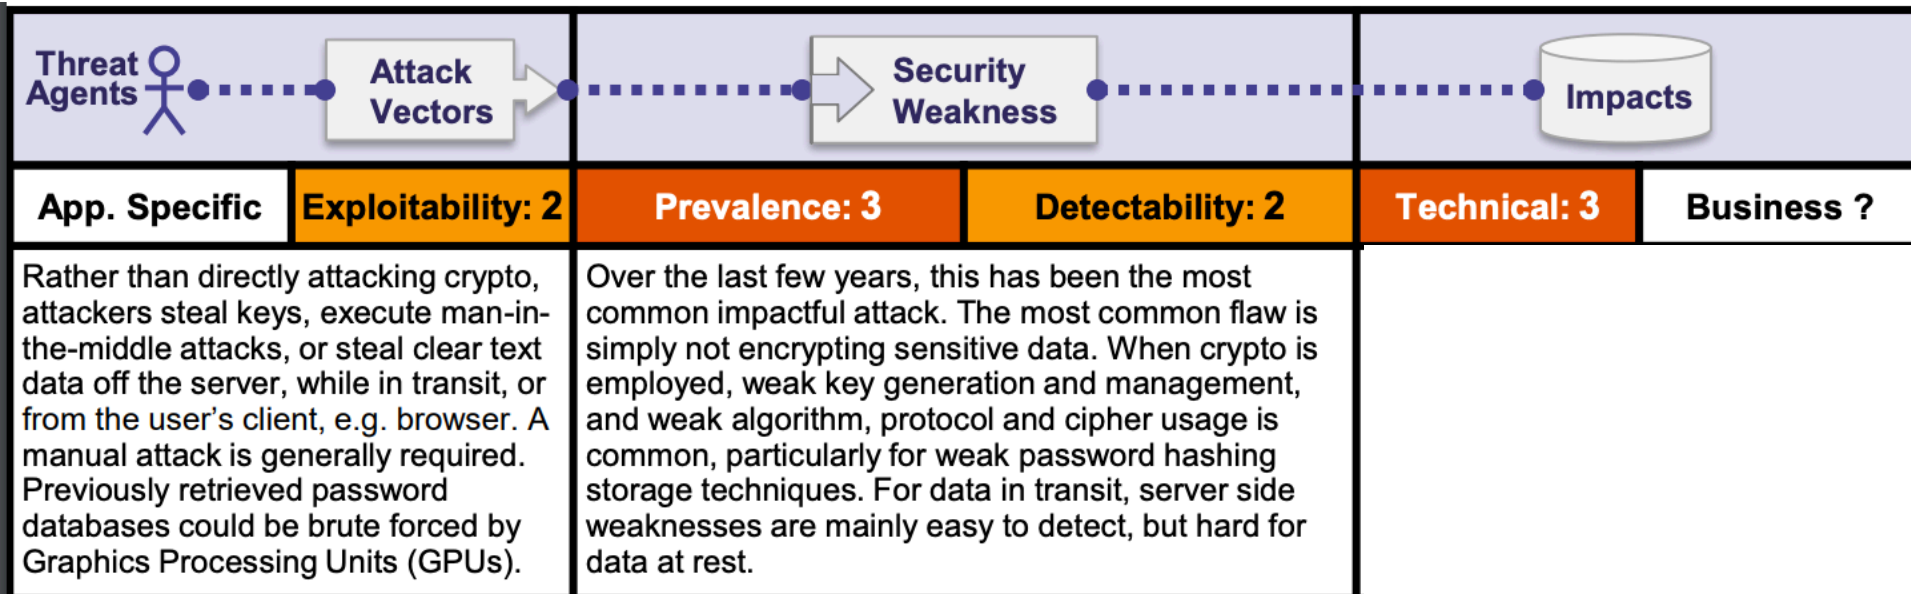 Threat
Agents
Attack
Vectors
Security
Weakness
Impacts
App. Specific
Exploitability: 2
Prevalence: 3
Detectability: 2
Technical: 3
Business ?
Rather than directly attacking crypto,
attackers steal keys, execute man-in-
the-middle attacks, or steal clear text
data off the server, while in transit, or
from the user’s client, e.g. browser. A
manual attack is generally required.
Previously retrieved password
databases could be brute forced by
Graphics Processing Units (GPUs).
Over the last few years, this has been the most
common impactful attack. The most common flaw is
simply not encrypting sensitive data. When crypto is
employed, weak key generation and management,
and weak algorithm, protocol and cipher usage is
common, particularly for weak password hashing
storage techniques. For data in transit, server side
weaknesses are mainly easy to detect, but hard for
data at rest.